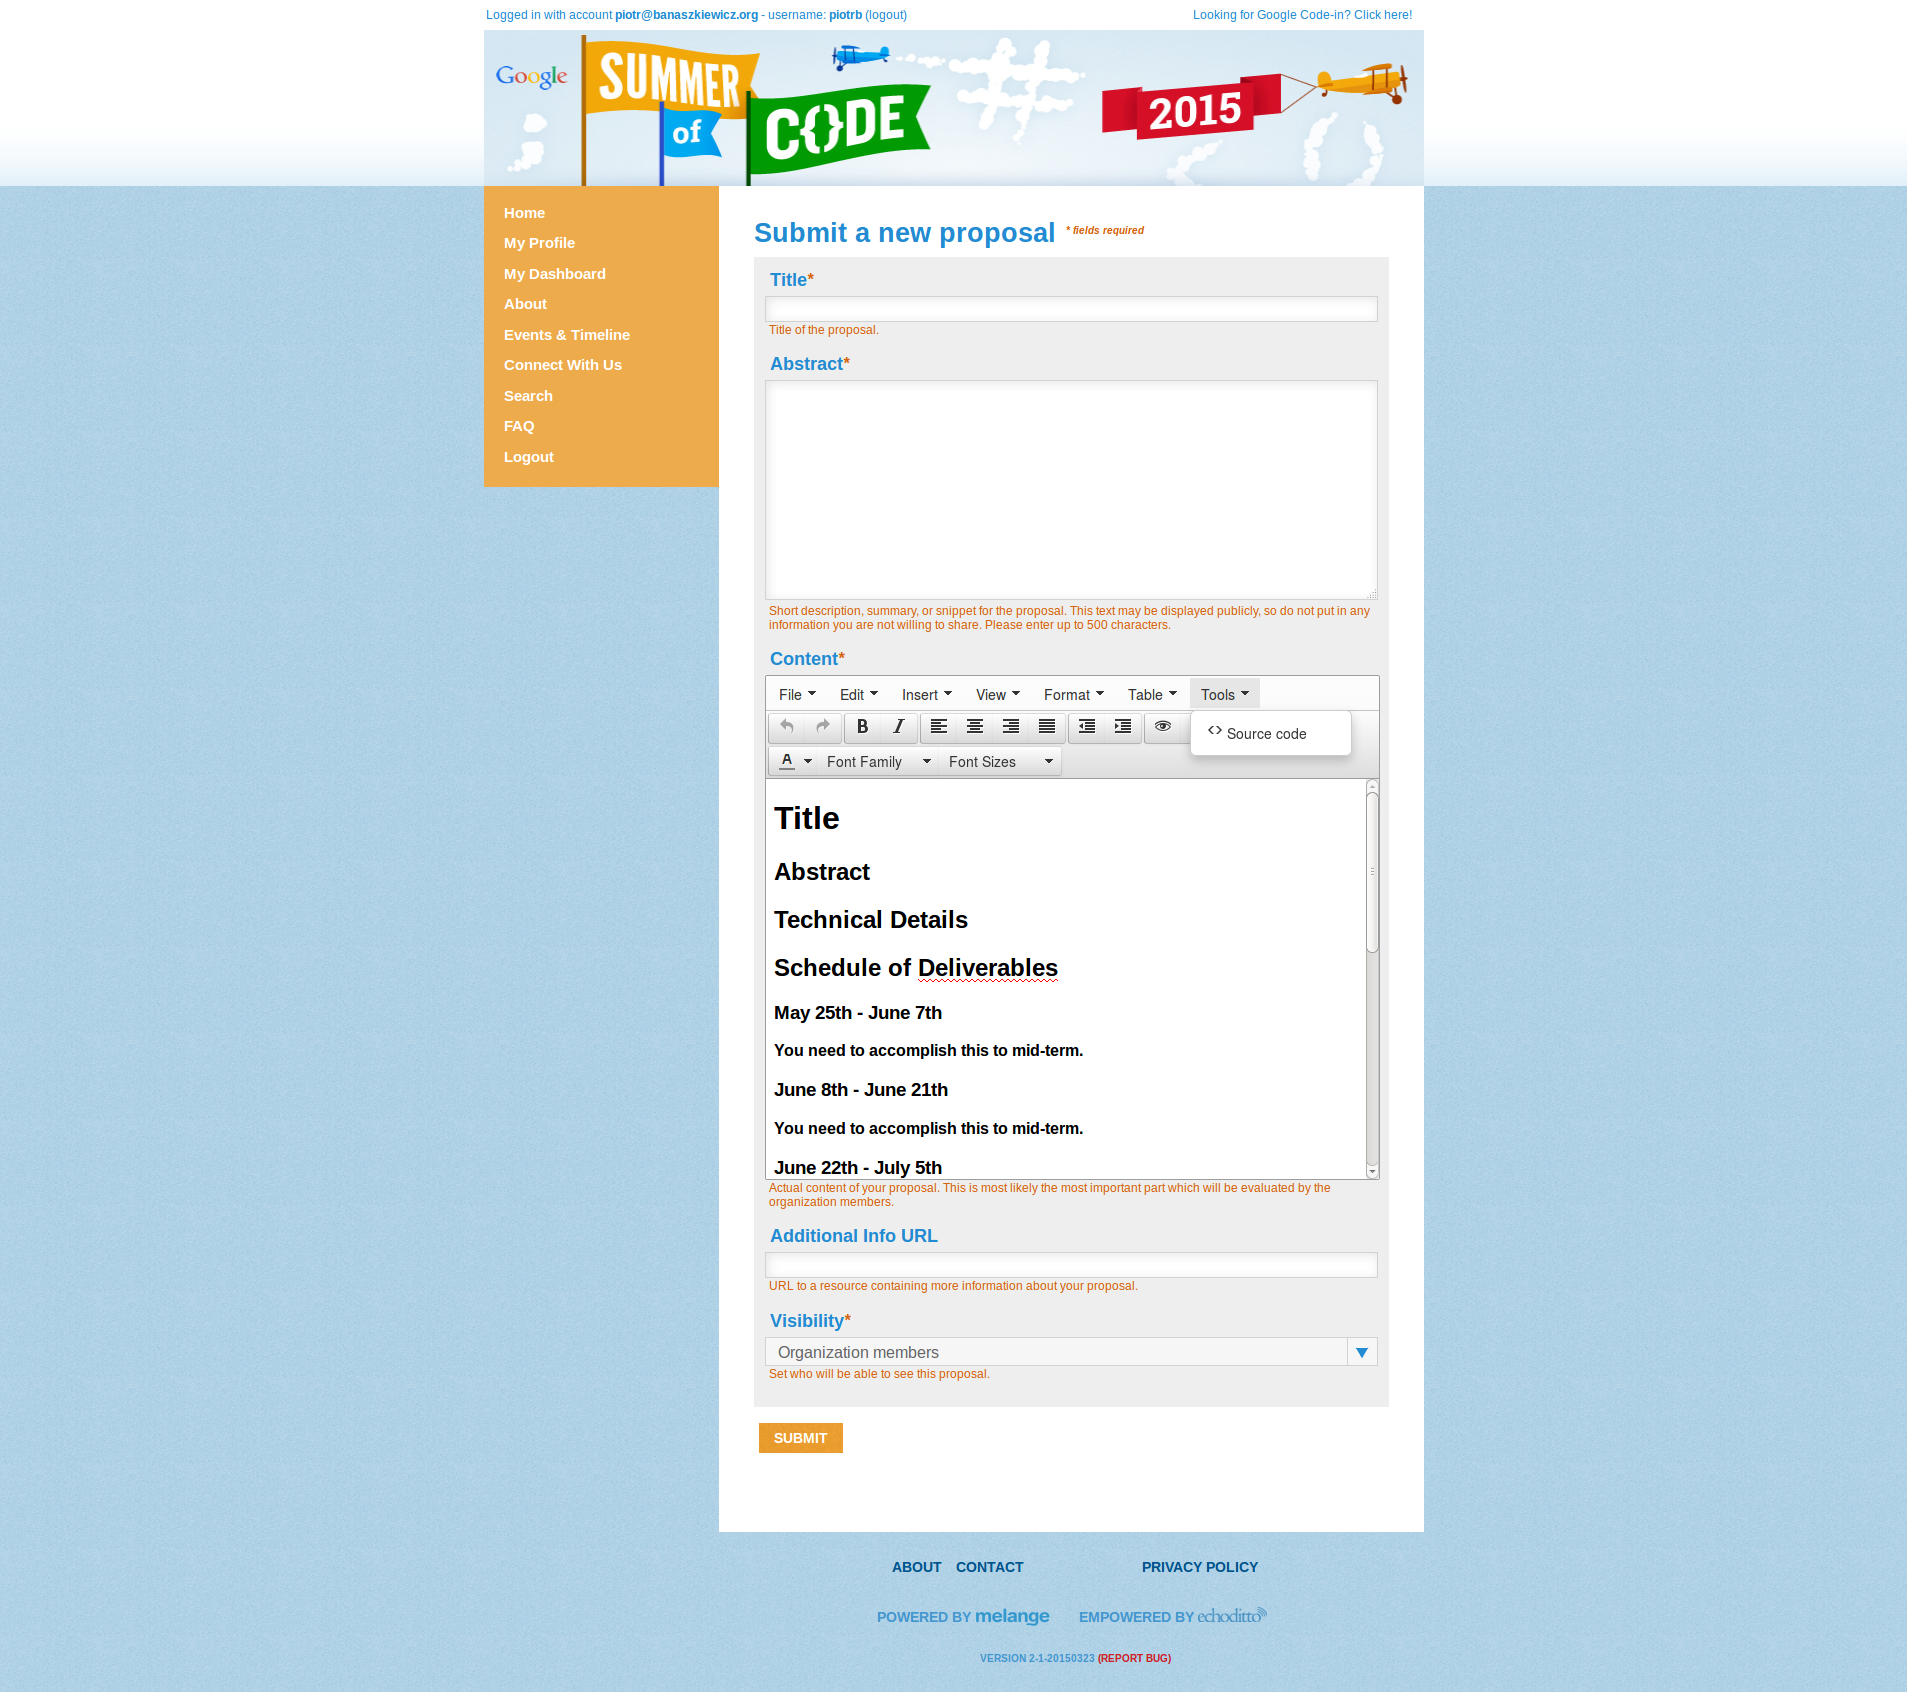 Logged in with account piotr@banaszkiewicz.org - username: piotrb (logout)
Looking for Google Code-in? Click here!
Google
SUMMER
of
C{}DE
2015
Home
My Profile
My Dashboard
About
Events & Timeline
Connect With Us
Search
FAQ
Logout
Submit a new proposal * fields required
Title*
Title of the proposal.
Abstract*
Short description, summary, or snippet for the proposal. This text may be displayed publicly, so do not put in any
information you are not willing to share. Please enter up to 500 characters.
Content*
File Edit Insert View Format Table Tools
B I
<> Source code
A Font Family Font Sizes
Title
Abstract
Technical Details
Schedule of Deliverables
May 25th - June 7th
You need to accomplish this to mid-term.
June 8th - June 21th
You need to accomplish this to mid-term.
June 22th - July 5th
Actual content of your proposal. This is most likely the most important part which will be evaluated by the
organization members.
Additional Info URL
URL to a resource containing more information about your proposal.
Visibility*
Organization members
Set who will be able to see this proposal.
SUBMIT
ABOUT CONTACT PRIVACY POLICY
POWERED BY melange EMPOWERED BY echoditto
VERSION 2-1-20150323 (REPORT BUG)